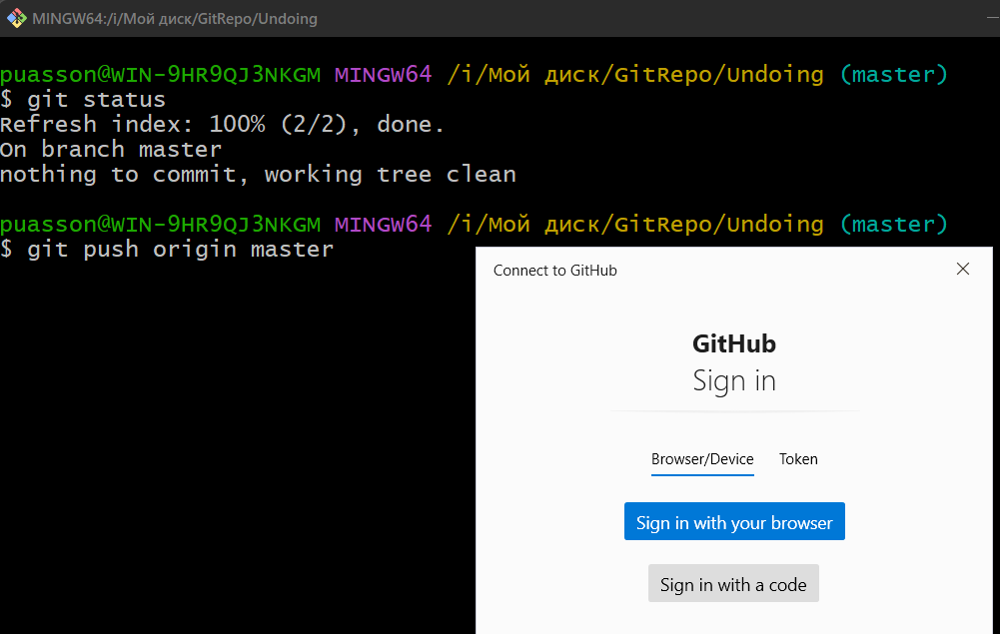 MINGW64:/i/Мой диск/GitRepo/Undoing
puasson@WIN-9HR9QJ3NKGM MINGW64 /i/Мой диск/GitRepo/Undoing (master)
$ git status
Refresh index: 100% (2/2), done.
On branch master
nothing to commit, working tree clean
puasson@WIN-9HR9QJ3NKGM MINGW64 /i/Мой диск/GitRepo/Undoing (master)
$ git push origin master
Connect to GitHub
GitHub
Sign in
Browser/Device Token
Sign in with your browser
Sign in with a code